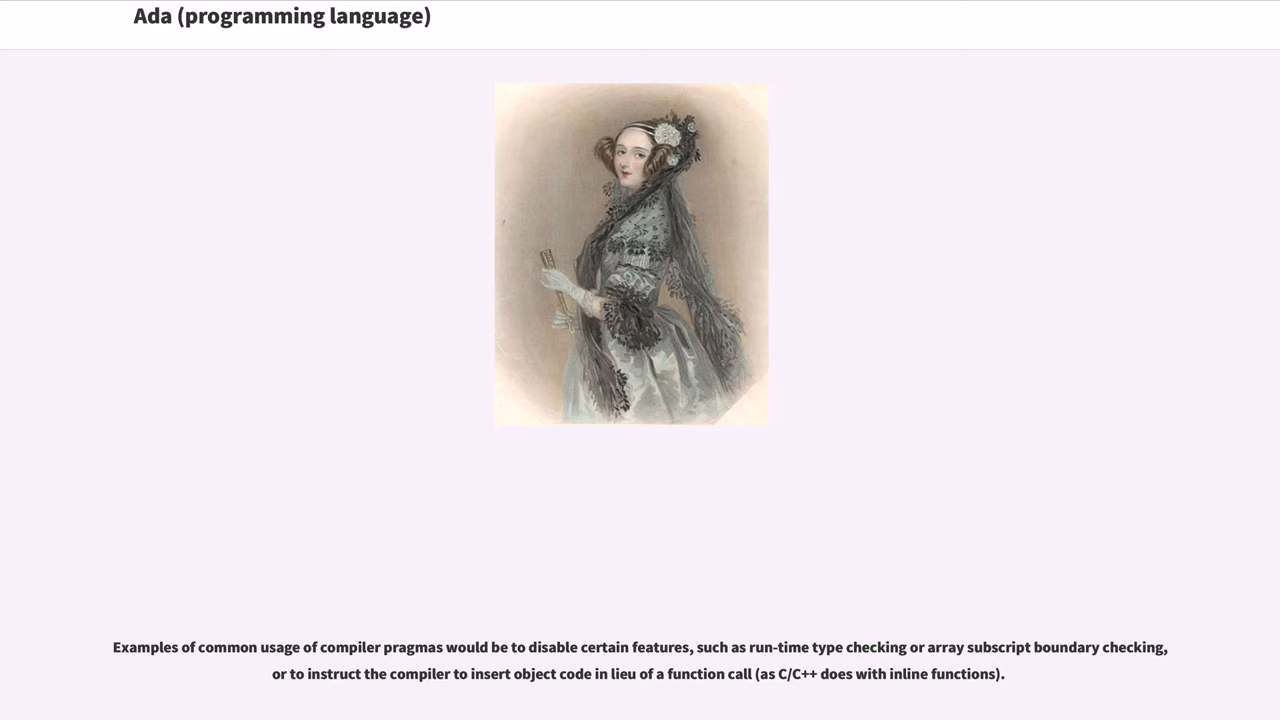 Ada (programming language)
Examples of common usage of compiler pragmas would be to disable certain features, such as run-time type checking or array subscript boundary checking,
or to instruct the compiler to insert object code in lieu of a function call (as C/C++ does with inline functions).